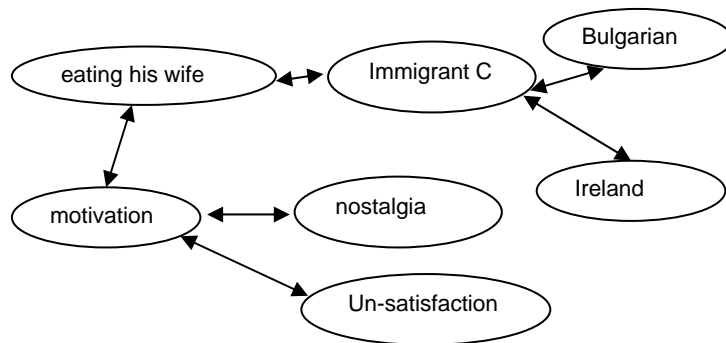 Bulgarian
eating his wife
Immigrant C
Ireland
motivation
nostalgia
Un-satisfaction